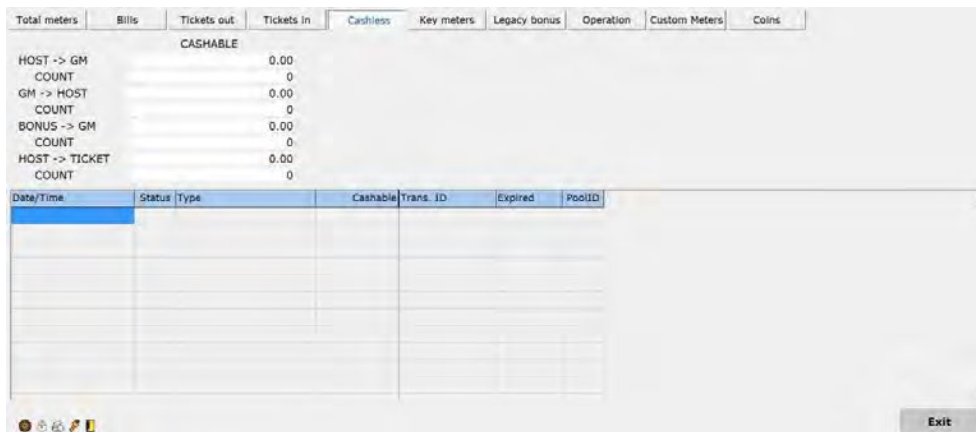 Total meters Bills Tickets out Tickets in Cashless Key meters Legacy bonus Operation Custom Meters Coins
CASHABLE
HOST -> GM 0.00
COUNT 0
GM -> HOST 0.00
COUNT 0
BONUS -> GM 0.00
COUNT 0
HOST -> TICKET 0.00
COUNT 0
Date/Time Status Type Cashable Trans. ID Expired PoolID
Exit